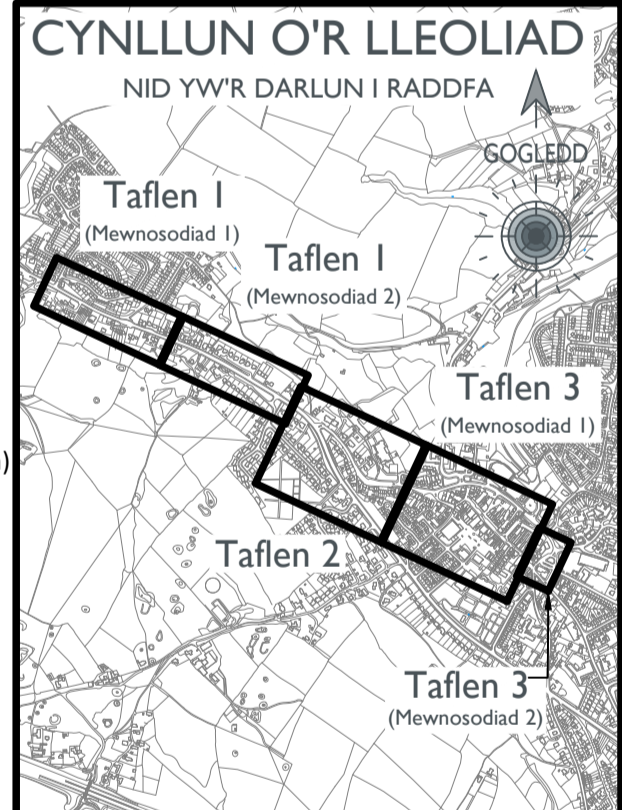 CYNLLUN O'R LLEOLIAD
NID YW'R DARLUN I RADDFA
GOGLEDD
Taflen 1
(Mewnosodiad 1)
Taflen 1
(Mewnosodiad 2)
Taflen 3
(Mewnosodiad 1)
)
Taflen 2
Taflen 3
(Mewnosodiad 2)